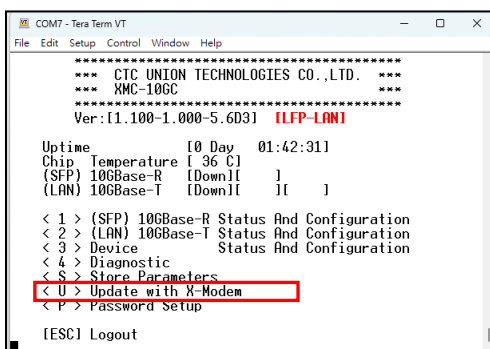 COM7 - Tera Term VT
File Edit Setup Control Window Help
*******************************************
*** CTC UNION TECHNOLOGIES CO.,LTD. ***
*** XMC-10GC ***
*******************************************
Ver:[1.100-1.000-5.6D3] [LFP-LAN]
Uptime [0 Day 01:42:31]
Chip Temperature [ 36 C]
(SFP) 10GBase-R [Down][ ]
(LAN) 10GBase-T [Down][ ][ ]
< 1 > (SFP) 10GBase-R Status And Configuration
< 2 > (LAN) 10GBase-T Status And Configuration
< 3 > Device Status And Configuration
< 4 > Diagnostic
< S > Store Parameters
< U > Update with X-Modem
< P > Password Setup
[ESC] Logout